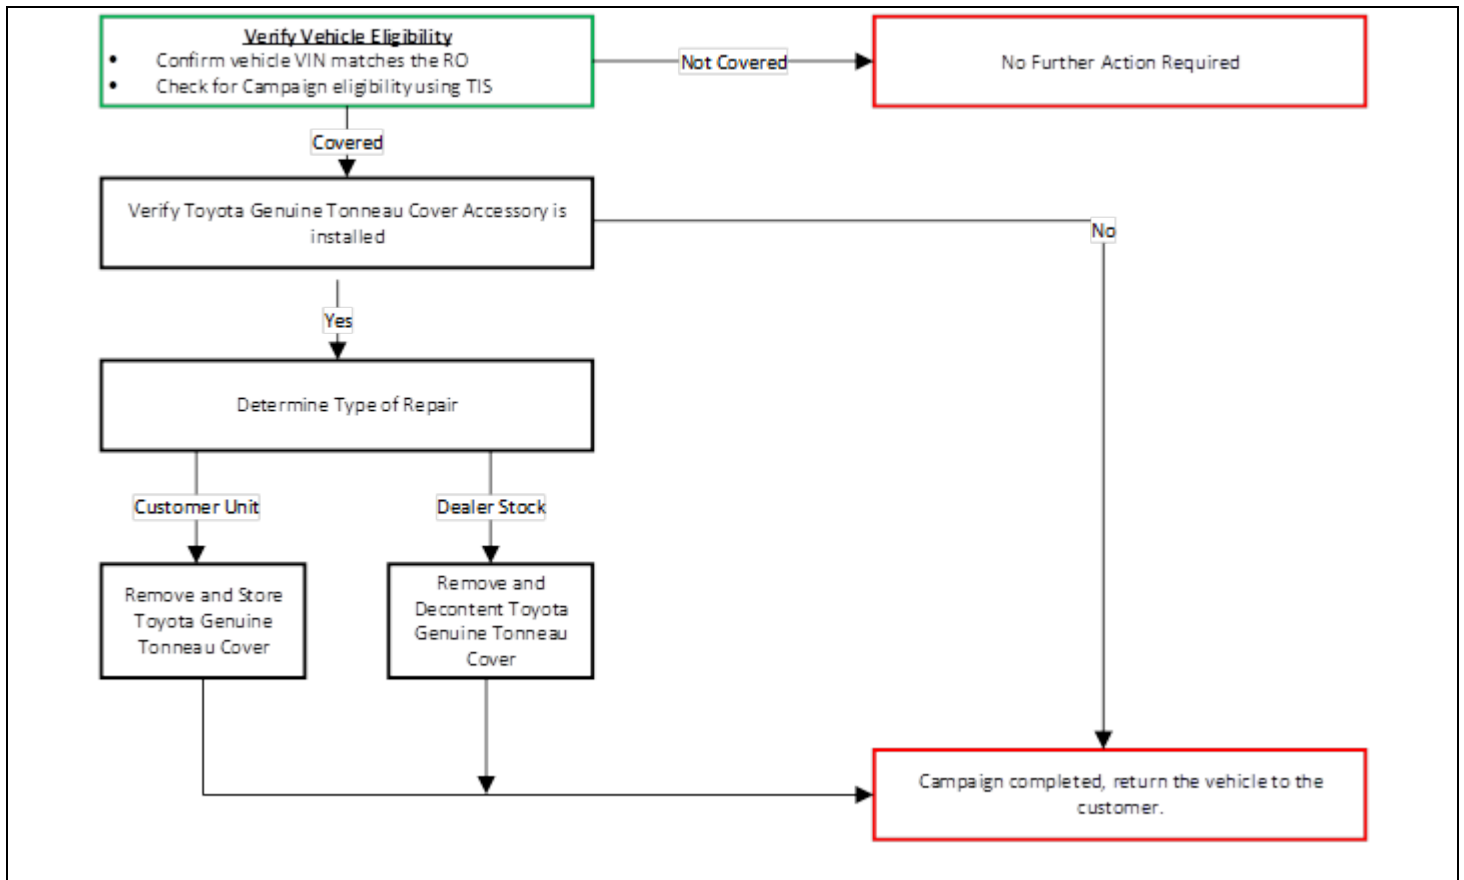 Verify Vehicle Eligibility
• Confirm vehicle VIN matches the RO
• Check for Campaign eligibility using TIS
Not Covered
No Further Action Required
Covered
Verify Toyota Genuine Tonneau Cover Accessory is
installed
No
Yes
Determine Type of Repair
Customer Unit
Dealer Stock
Remove and Store
Toyota Genuine
Tonneau Cover
Remove and
Decontent Toyota
Genuine Tonneau
Cover
Campaign completed, return the vehicle to the
customer.